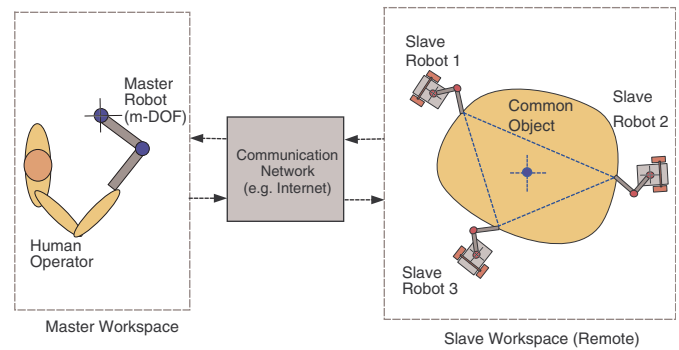 Master
Robot
(m-DOF)
Human
Operator
Master Workspace
Communication
Network
(e.g. Internet)
Slave
Robot 1
Common
Object
Slave
Robot 2
Slave
Robot 3
Slave Workspace (Remote)